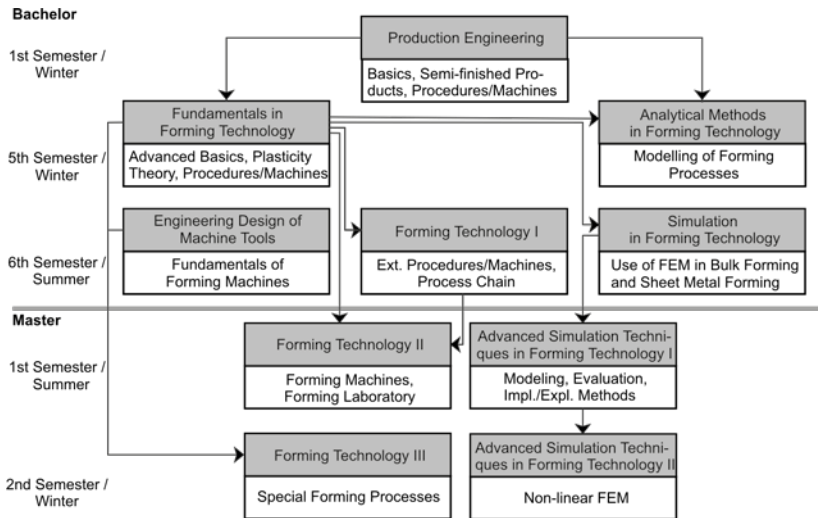 Bachelor
1st Semester /
Winter
Production Engineering
Basics, Semi-finished Pro-
ducts, Procedures/Machines
5th Semester /
Winter
Fundamentals in
Forming Technology
Advanced Basics, Plasticity
Theory, Procedures/Machines
Analytical Methods
in Forming Technology
Modelling of Forming
Processes
6th Semester /
Summer
Engineering Design of
Machine Tools
Fundamentals of
Forming Machines
Forming Technology I
Ext. Procedures/Machines,
Process Chain
Simulation
in Forming Technology
Use of FEM in Bulk Forming
and Sheet Metal Forming
Master
1st Semester /
Summer
Forming Technology II
Forming Machines,
Forming Laboratory
Advanced Simulation Techni-
ques in Forming Technology I
Modeling, Evaluation,
Impl./Expl. Methods
2nd Semester /
Winter
Forming Technology III
Special Forming Processes
Advanced Simulation Techni-
ques in Forming Technology II
Non-linear FEM